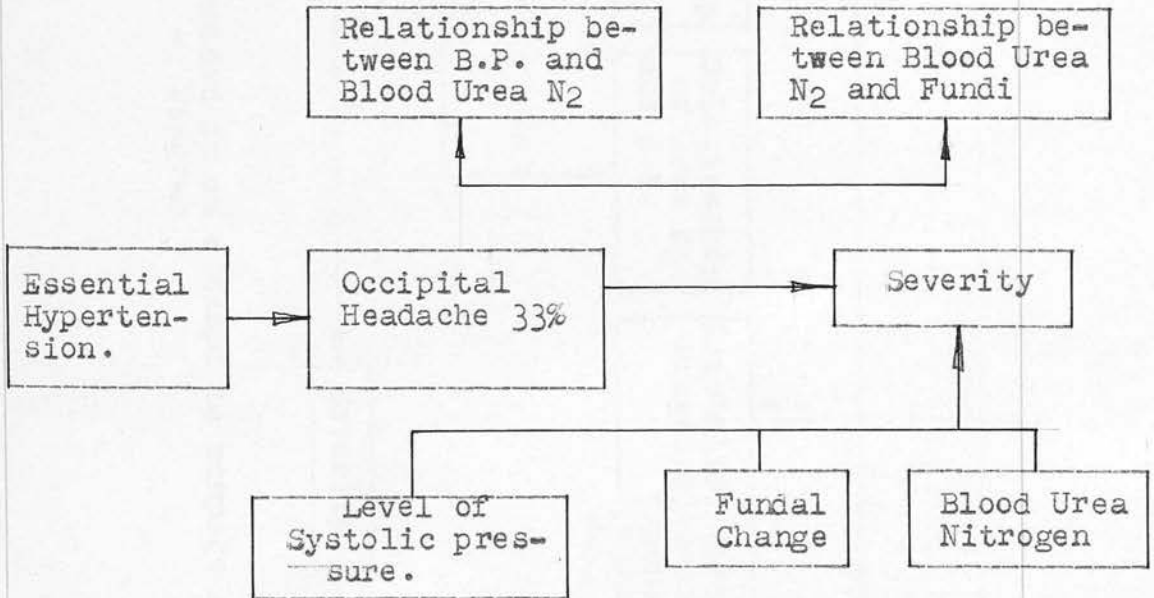 Relationship be-
tween B.P. and
Blood Urea N2
Relationship be-
tween Blood Urea
N2 and Fundi
Essential
Hyperten-
sion.
Occipital
Headache 33%
Severity
Level of
Systolic pres-
sure.
Fundal
Change
Blood Urea
Nitrogen